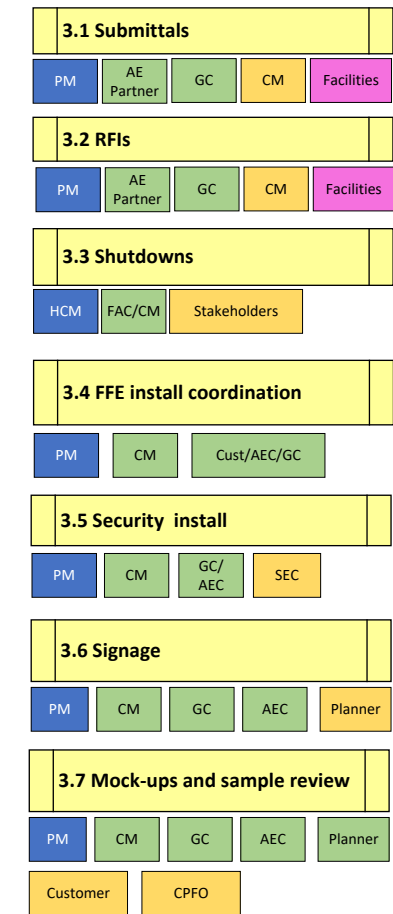 3.1 Submittals
PM AE Partner GC CM Facilities
3.2 RFIs
PM AE Partner GC CM Facilities
3.3 Shutdowns
HCM FAC/CM Stakeholders
3.4 FFE install coordination
PM CM Cust/AEC/GC
3.5 Security install
PM CM GC/ AEC SEC
3.6 Signage
PM CM GC AEC Planner
3.7 Mock-ups and sample review
PM CM GC AEC Planner
Customer CPFO